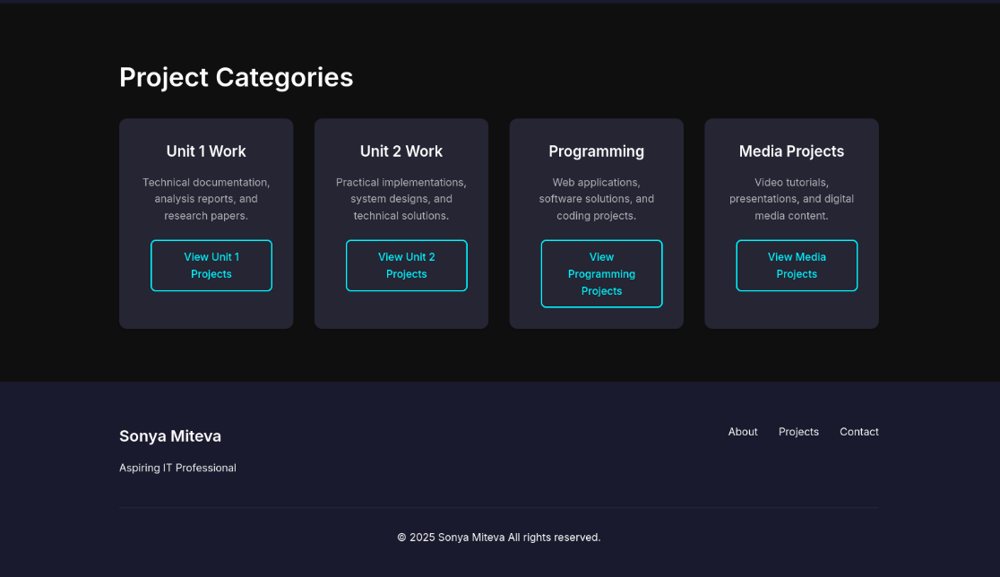 Project Categories
Unit 1 Work
Technical documentation,
analysis reports, and
research papers.
View Unit 1
Projects
Unit 2 Work
Practical implementations,
system designs, and
technical solutions.
View Unit 2
Projects
Programming
Web applications,
software solutions, and
coding projects.
View
Programming
Projects
Media Projects
Video tutorials,
presentations, and digital
media content.
View Media
Projects
Sonya Miteva
Aspiring IT Professional
About
Projects
Contact
© 2025 Sonya Miteva All rights reserved.